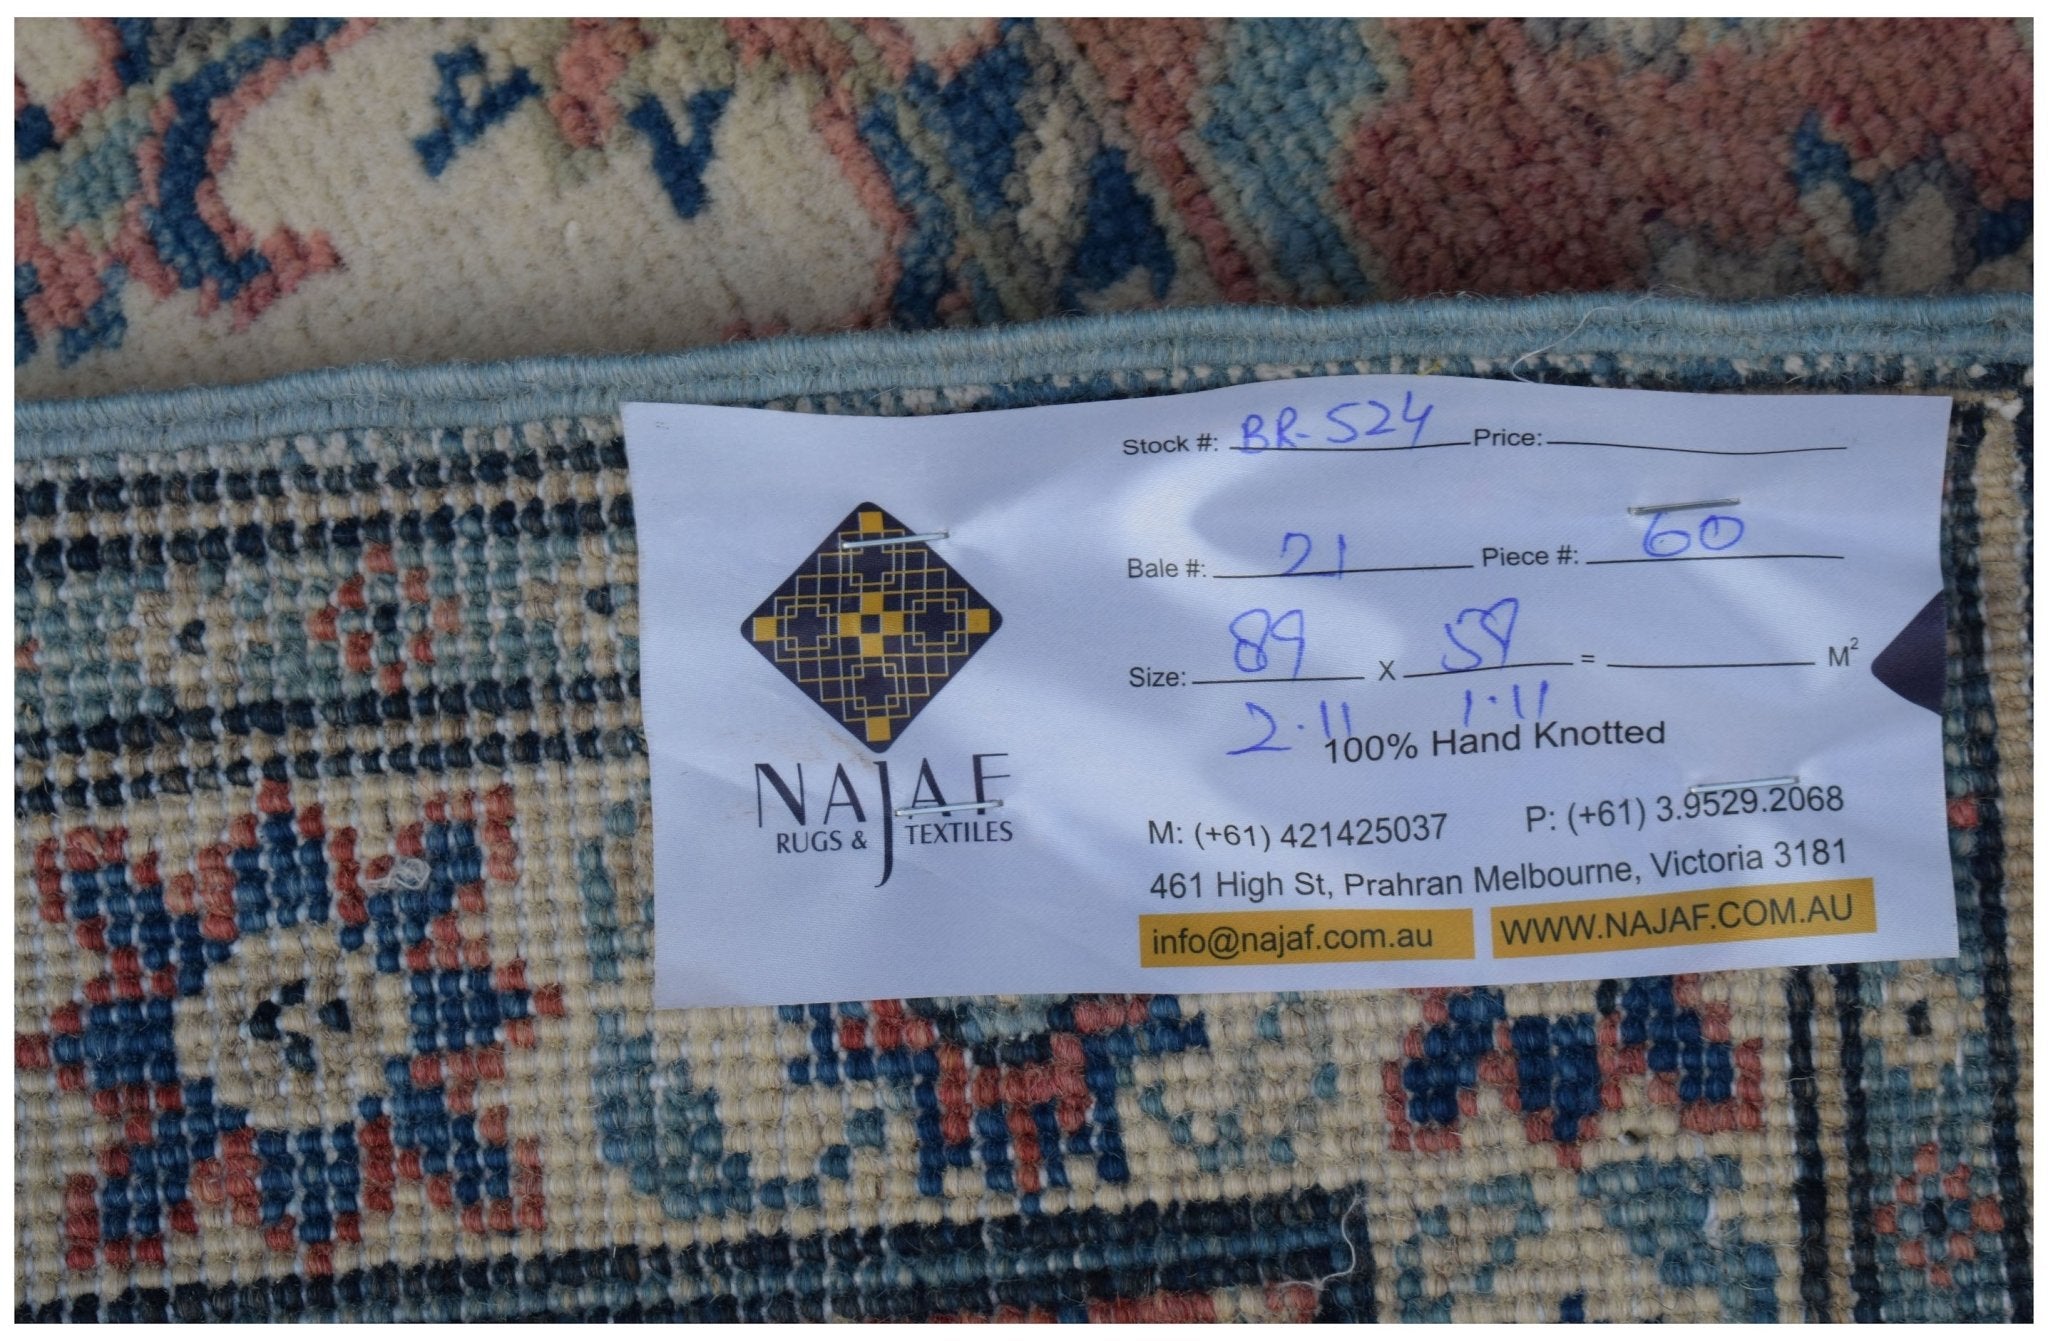 Stock #: BR-524 Price:
Bale #: 21 Piece #: 60
Size: 89 X 59 = M²
2.11 1.11
100% Hand Knotted
NAJAF
RUGS & TEXTILES
M: (+61) 421425037 P: (+61) 3.9529.2068
461 High St, Prahran Melbourne, Victoria 3181
info@najaf.com.au WWW.NAJAF.COM.AU